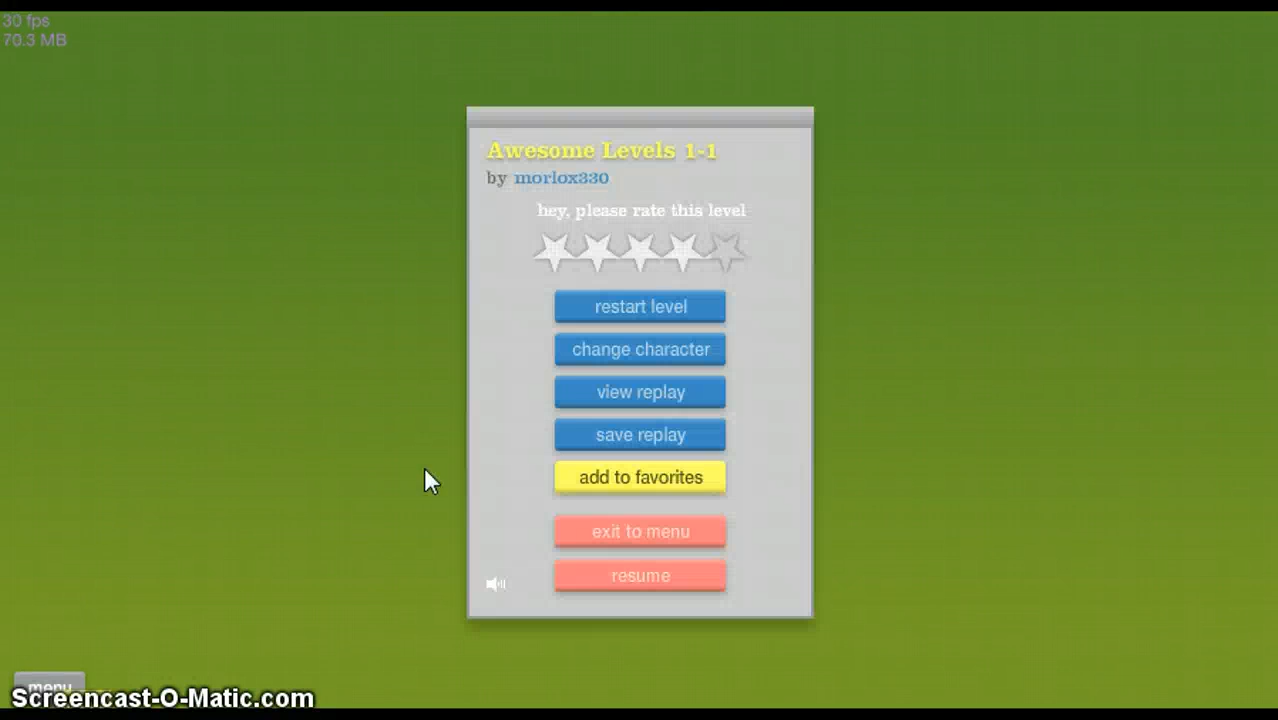 30 fps
70.3 MB
Awesome Levels 1-1
by morlox330
hey, please rate this level
restart level
change character
view replay
save replay
add to favorites
exit to menu
resume
menu
Screencast-O-Matic.com